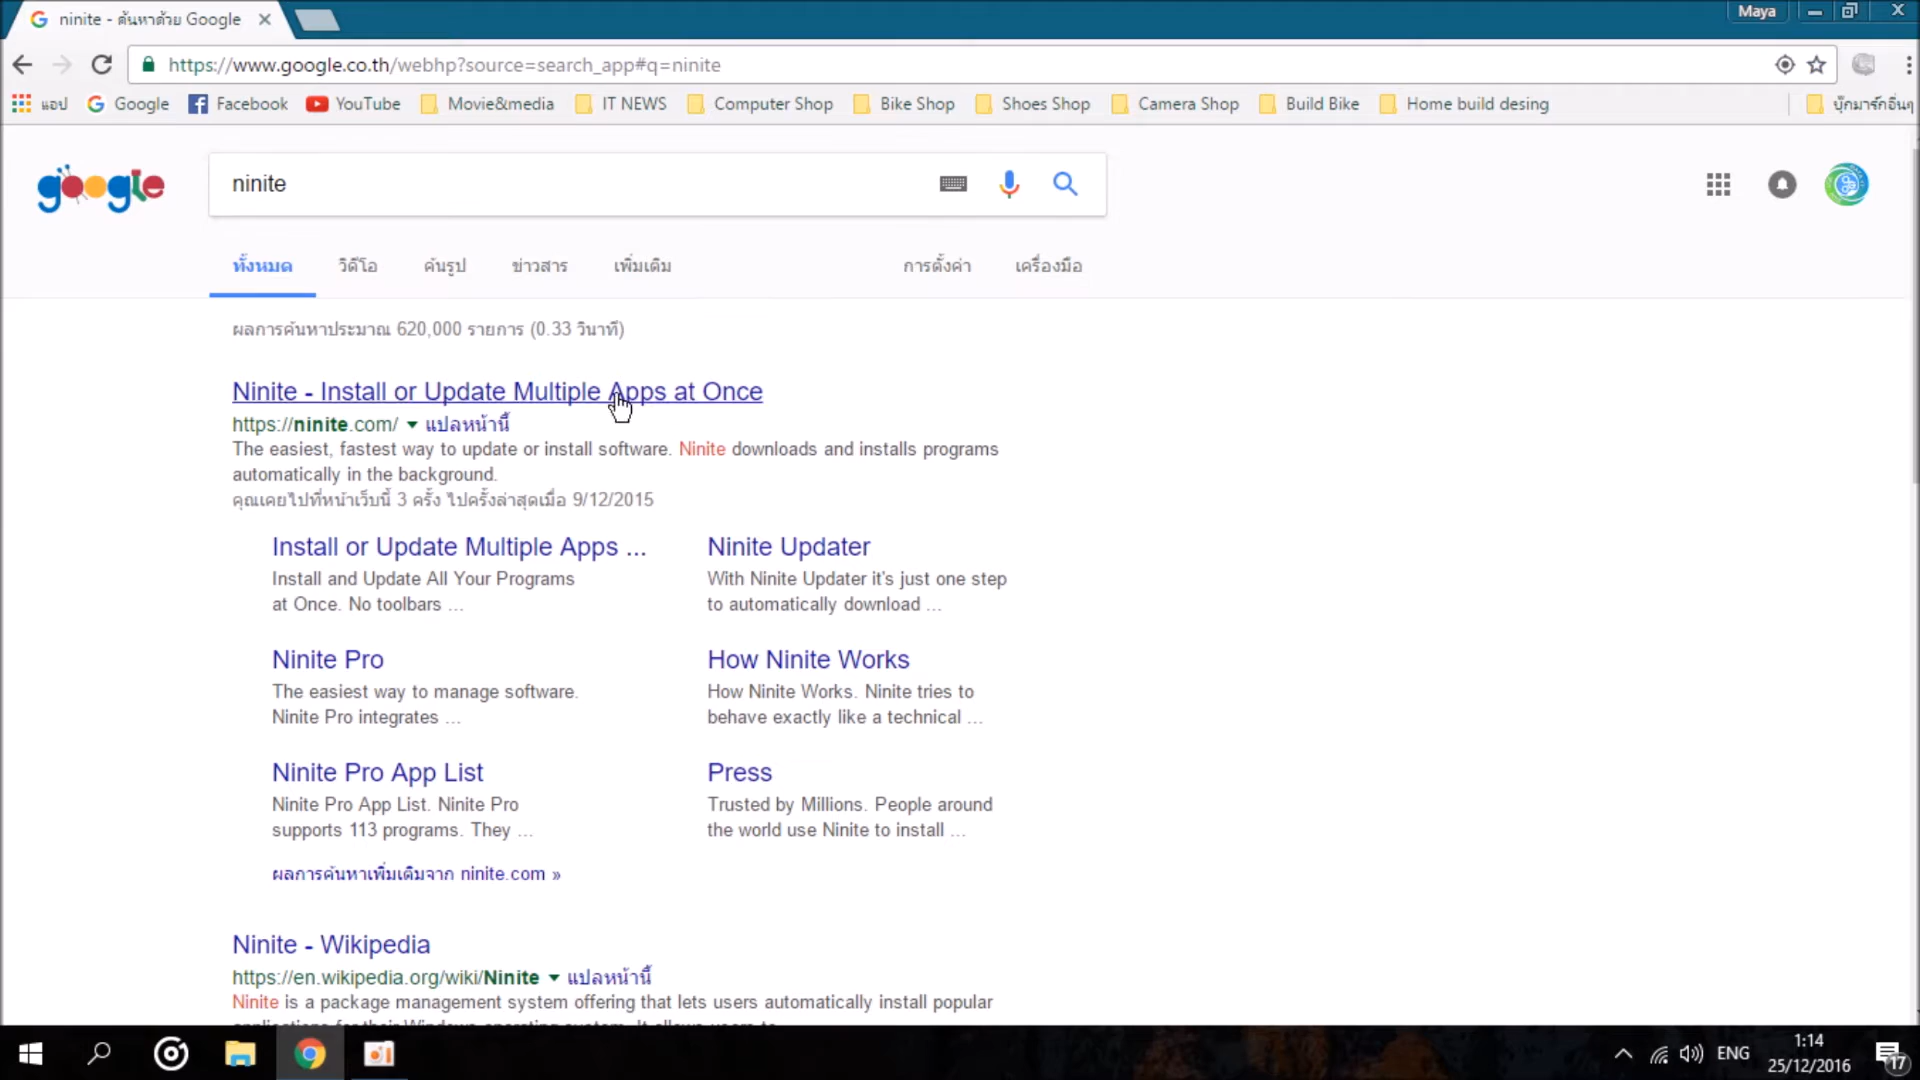 ninite - ค้นหาด้วย Google
Maya
https://www.google.co.th/webhp?source=search_app#q=ninite
แอป Google Facebook YouTube Movie&media IT NEWS Computer Shop Bike Shop Shoes Shop Camera Shop Build Bike Home build desing บุ๊กมาร์กอื่นๆ
google
ninite
ทั้งหมด วิดีโอ ค้นรูป ข่าวสาร เพิ่มเติม การตั้งค่า เครื่องมือ
ผลการค้นหาประมาณ 620,000 รายการ (0.33 วินาที)
Ninite - Install or Update Multiple Apps at Once
https://ninite.com/ แปลหน้านี้
The easiest, fastest way to update or install software. Ninite downloads and installs programs
automatically in the background.
คุณเคยไปที่หน้าเว็บนี้ 3 ครั้ง ไปครั้งล่าสุดเมื่อ 9/12/2015
Install or Update Multiple Apps ...
Install and Update All Your Programs
at Once. No toolbars ...
Ninite Updater
With Ninite Updater it's just one step
to automatically download ...
Ninite Pro
The easiest way to manage software.
Ninite Pro integrates ...
How Ninite Works
How Ninite Works. Ninite tries to
behave exactly like a technical ...
Ninite Pro App List
Ninite Pro App List. Ninite Pro
supports 113 programs. They ...
Press
Trusted by Millions. People around
the world use Ninite to install ...
ผลการค้นหาเพิ่มเติมจาก ninite.com »
Ninite - Wikipedia
https://en.wikipedia.org/wiki/Ninite แปลหน้านี้
Ninite is a package management system offering that lets users automatically install popular
ENG
1:14
25/12/2016
17